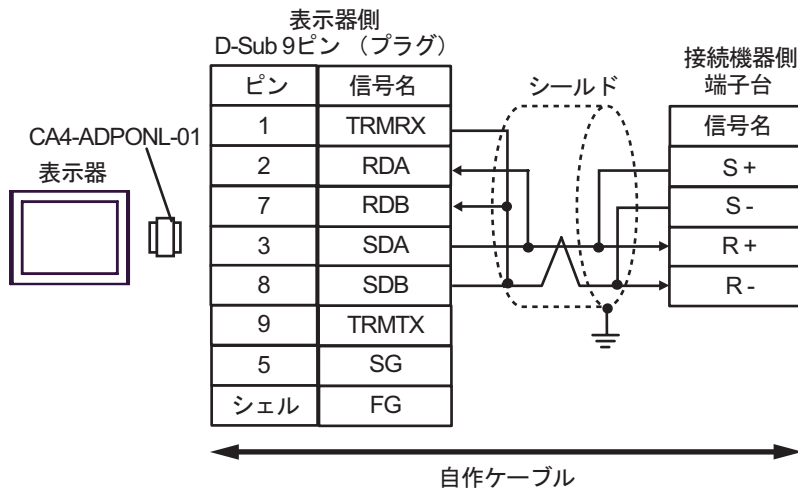 表示器側
D-Sub 9ピン (プラグ)
接続機器側
端子台
CA4-ADPONL-01
表示器
ピン 信号名
1 TRMRX
2 RDA
7 RDB
3 SDA
8 SDB
9 TRMTX
5 SG
シェル FG
シールド
信号名
S +
S -
R +
R -
自作ケーブル